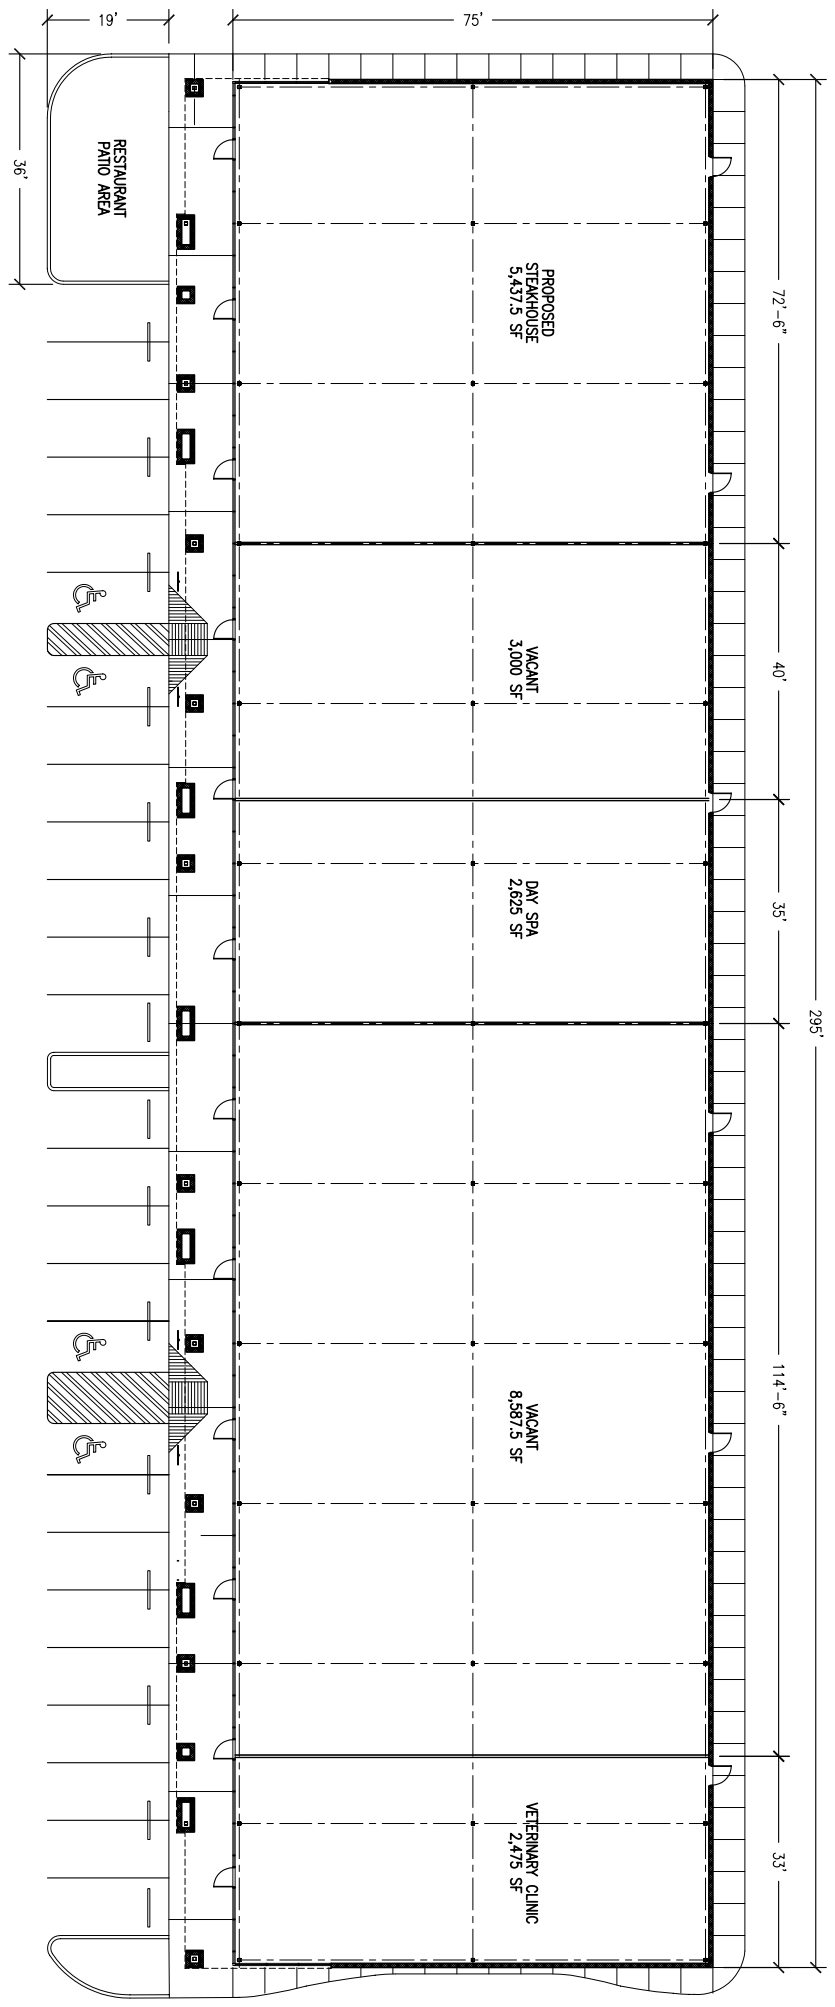 19'
75'
36'
RESTAURANT
PATIO AREA
PROPOSED
STEAKHOUSE
5,437.5 SF
72'-6"
VACANT
3,000 SF
40'
DAY SPA
2,625 SF
35'
295'
VACANT
8,587.5 SF
114'-6"
VETERINARY CLINIC
2,475 SF
33'